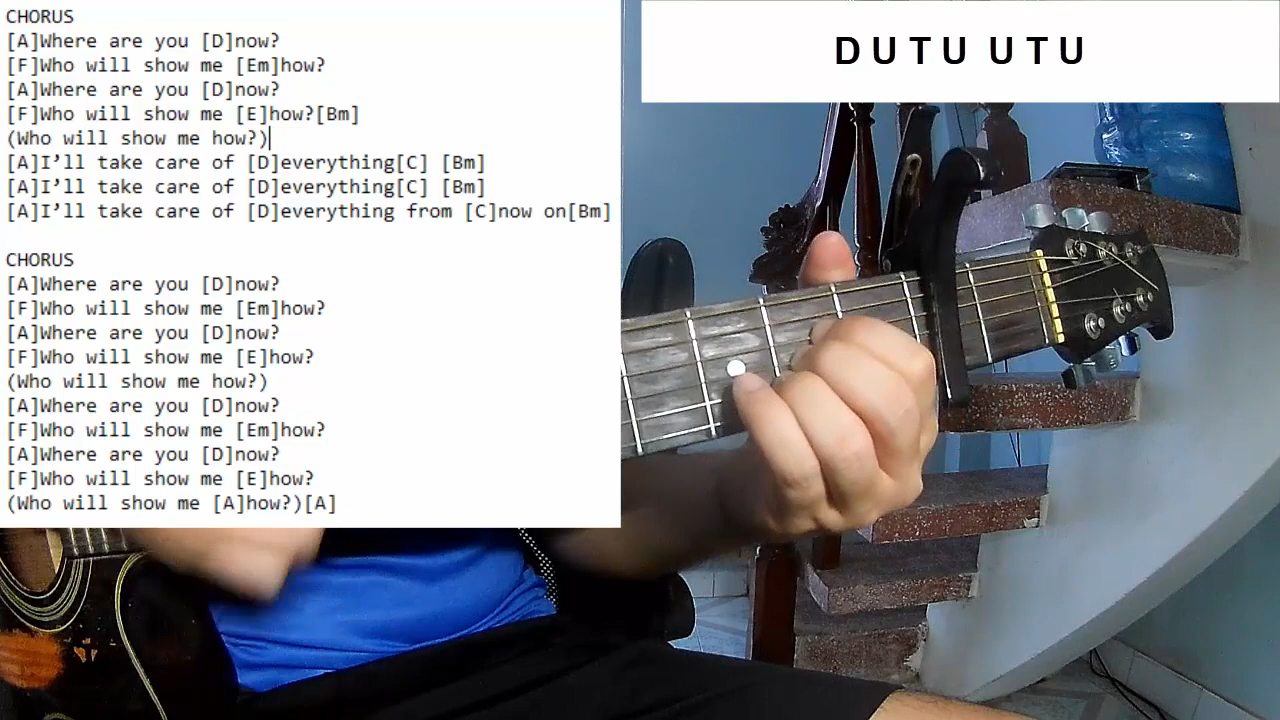 CHORUS
[A]Where are you [D]now?
[F]Who will show me [Em]how?
[A]Where are you [D]now?
[F]Who will show me [E]how?[Bm]
(Who will show me how?)
[A]I’ll take care of [D]everything[C] [Bm]
[A]I’ll take care of [D]everything[C] [Bm]
[A]I’ll take care of [D]everything from [C]now on[Bm]
CHORUS
[A]Where are you [D]now?
[F]Who will show me [Em]how?
[A]Where are you [D]now?
[F]Who will show me [E]how?
(Who will show me how?)
[A]Where are you [D]now?
[F]Who will show me [Em]how?
[A]Where are you [D]now?
[F]Who will show me [E]how?
(Who will show me [A]how?)[A]
D U T U U T U